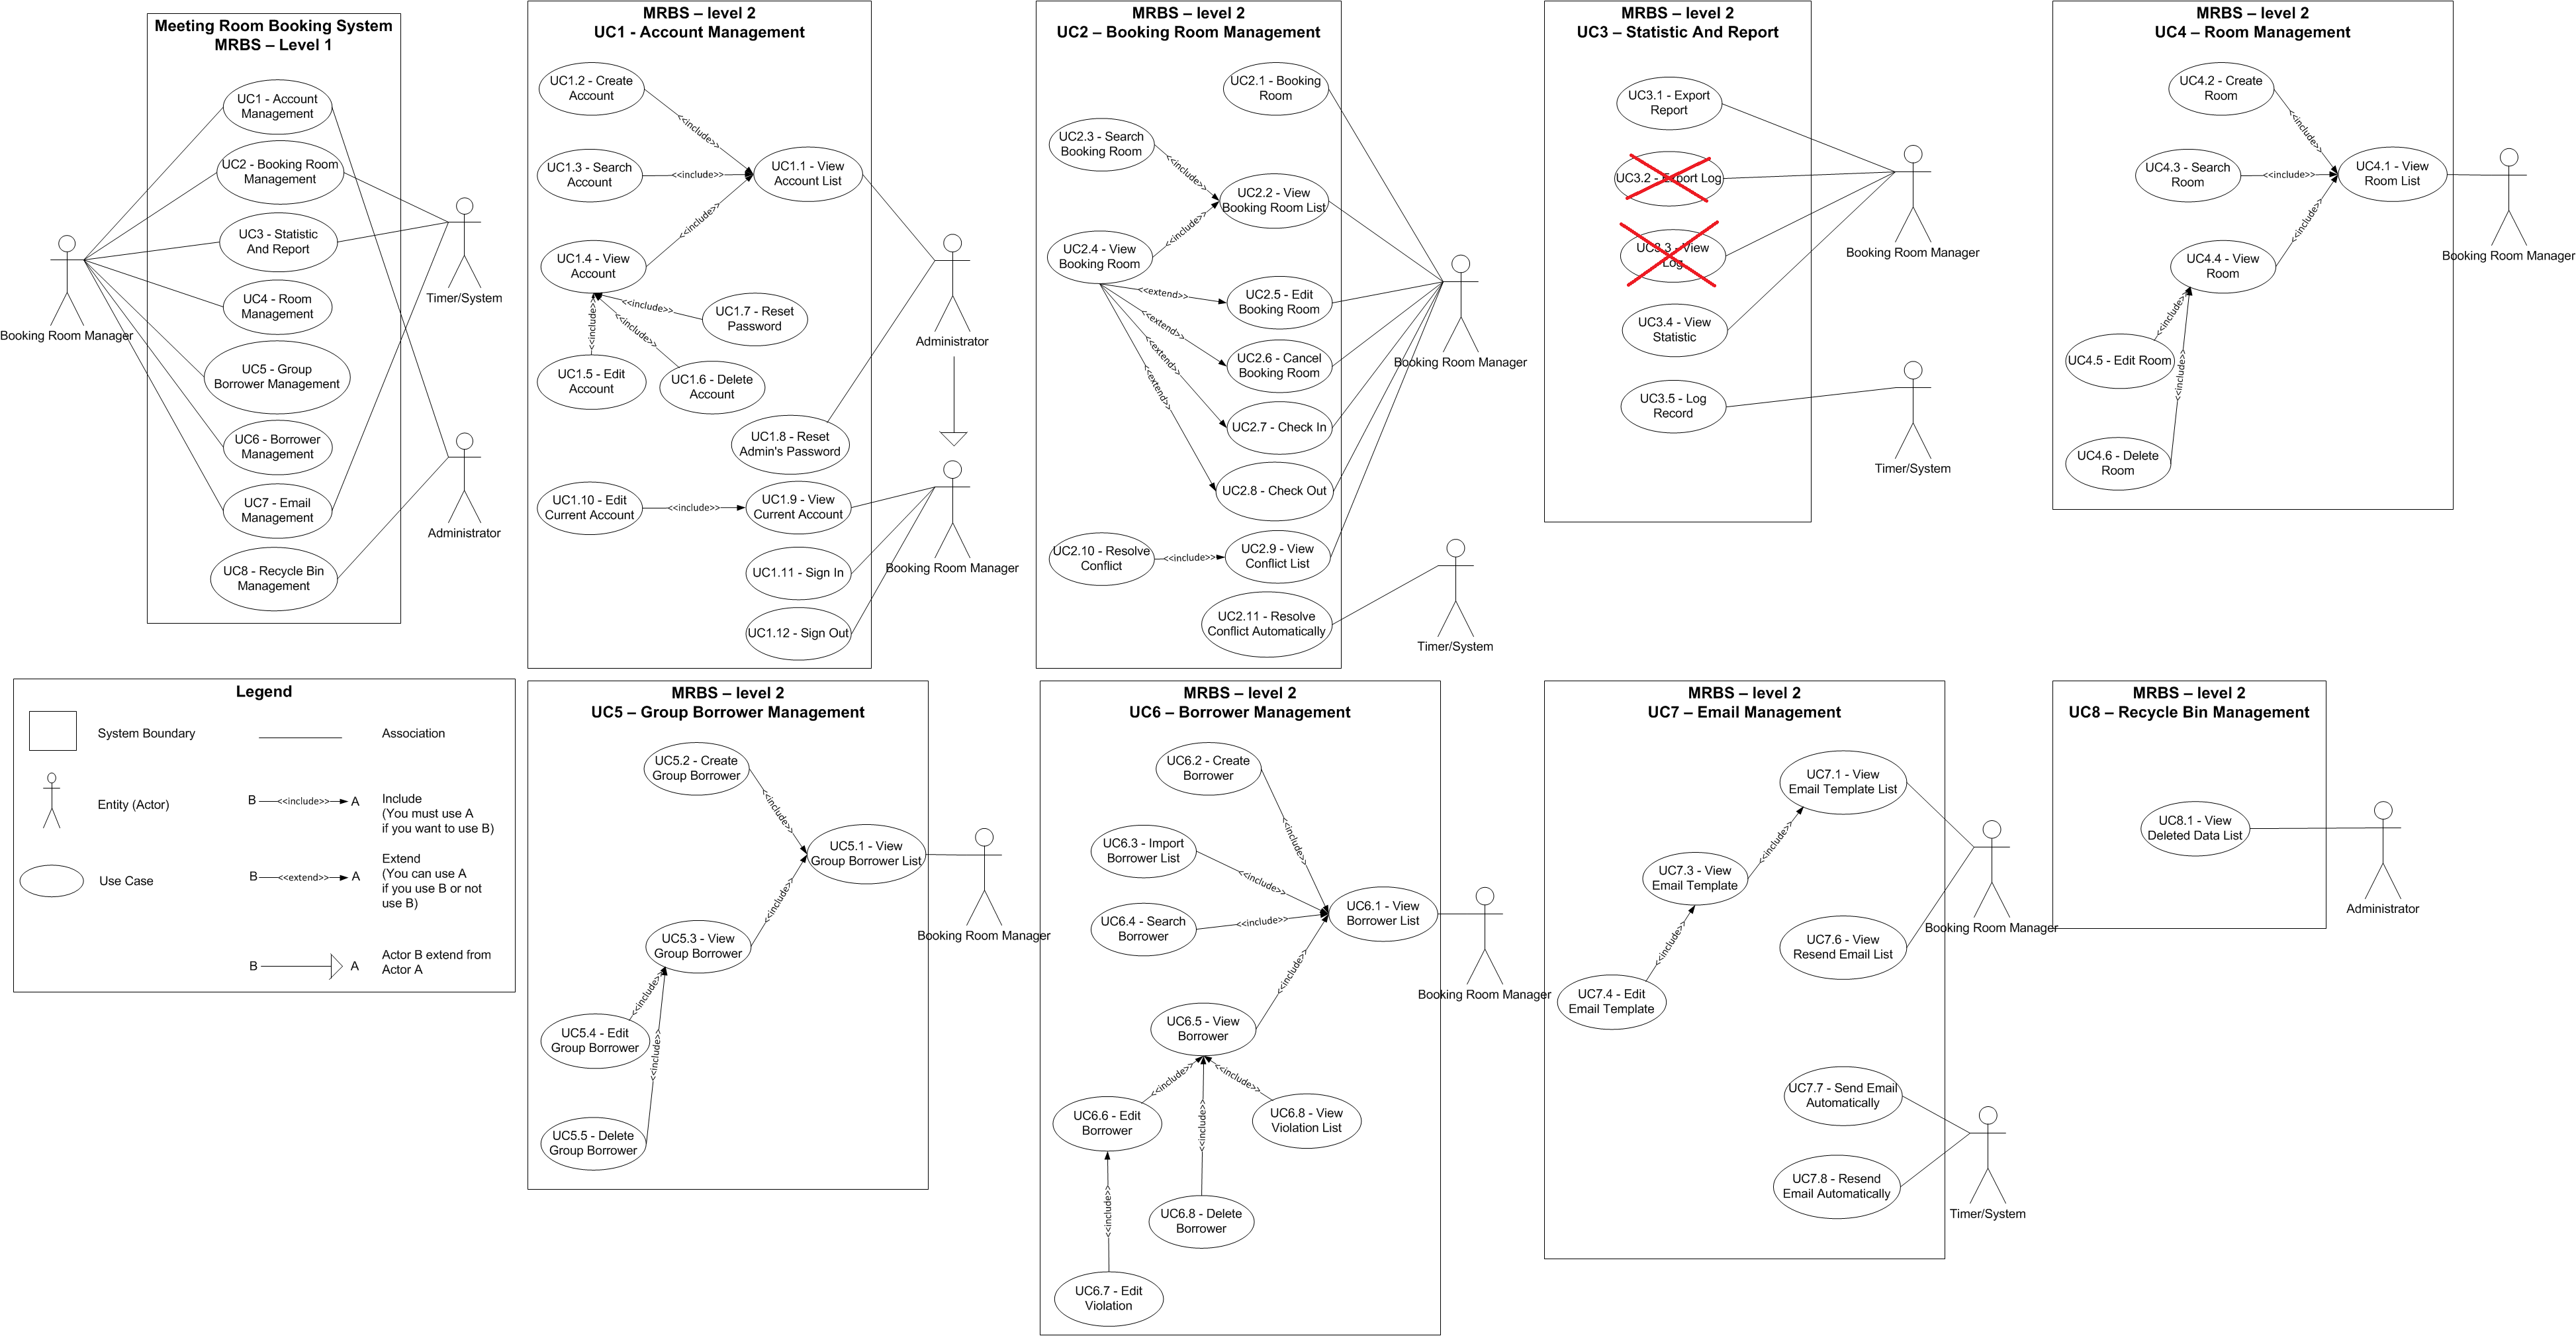 Meeting Room Booking System
MRBS – Level 1
UC1 - Account
Management
UC2 - Booking Room
Management
UC3 - Statistic
And Report
UC4 - Room
Management
UC5 - Group
Borrower Management
UC6 - Borrower
Management
UC7 - Email
Management
UC8 - Recycle Bin
Management
Booking Room Manager
Timer/System
Administrator
MRBS – level 2
UC1 - Account Management
UC1.2 - Create
Account
<<include>>
UC1.3 - Search
Account
<<include>>
UC1.1 - View
Account List
<<include>>
UC1.4 - View
Account
<<include>>
<<include>>
<<include>>
UC1.7 - Reset
Password
UC1.5 - Edit
Account
UC1.6 - Delete
Account
UC1.8 - Reset
Admin's Password
UC1.10 - Edit
Current Account
<<include>>
UC1.9 - View
Current Account
UC1.11 - Sign In
UC1.12 - Sign Out
Administrator
Booking Room Manager
MRBS – level 2
UC2 – Booking Room Management
UC2.1 - Booking
Room
UC2.3 - Search
Booking Room
<<include>>
UC2.2 - View
Booking Room List
<<include>>
UC2.4 - View
Booking Room
<<extend>>
<<extend>>
<<extend>>
<<extend>>
UC2.5 - Edit
Booking Room
UC2.6 - Cancel
Booking Room
UC2.7 - Check In
UC2.8 - Check Out
UC2.10 - Resolve
Conflict
<<include>>
UC2.9 - View
Conflict List
UC2.11 - Resolve
Conflict Automatically
Booking Room Manager
Timer/System
MRBS – level 2
UC3 – Statistic And Report
UC3.1 - Export
Report
UC3.2 - Export Log
UC3.3 - View
Log
UC3.4 - View
Statistic
UC3.5 - Log
Record
Booking Room Manager
Timer/System
MRBS – level 2
UC4 – Room Management
UC4.2 - Create
Room
<<include>>
UC4.3 - Search
Room
<<include>>
UC4.1 - View
Room List
<<include>>
UC4.4 - View
Room
<<include>>
UC4.5 - Edit Room
<<include>>
UC4.6 - Delete
Room
Booking Room Manager
Legend
System Boundary
Association
Entity (Actor)
B
<<include>>
A
Include
(You must use A
if you want to use B)
Use Case
B
<<extend>>
A
Extend
(You can use A
if you use B or not
use B)
B
A
Actor B extend from
Actor A
MRBS – level 2
UC5 – Group Borrower Management
UC5.2 - Create
Group Borrower
<<include>>
UC5.1 - View
Group Borrower List
<<include>>
UC5.3 - View
Group Borrower
<<include>>
UC5.4 - Edit
Group Borrower
<<include>>
UC5.5 - Delete
Group Borrower
Booking Room Manager
MRBS – level 2
UC6 – Borrower Management
UC6.2 - Create
Borrower
<<include>>
UC6.3 - Import
Borrower List
<<include>>
UC6.4 - Search
Borrower
<<include>>
UC6.1 - View
Borrower List
<<include>>
UC6.5 - View
Borrower
<<include>>
<<include>>
<<include>>
UC6.6 - Edit
Borrower
UC6.8 - View
Violation List
<<include>>
UC6.8 - Delete
Borrower
UC6.7 - Edit
Violation
Booking Room Manager
MRBS – level 2
UC7 – Email Management
UC7.1 - View
Email Template List
<<include>>
UC7.3 - View
Email Template
<<include>>
UC7.4 - Edit
Email Template
UC7.6 - View
Resend Email List
UC7.7 - Send Email
Automatically
UC7.8 - Resend
Email Automatically
Booking Room Manager
Timer/System
MRBS – level 2
UC8 – Recycle Bin Management
UC8.1 - View
Deleted Data List
Administrator